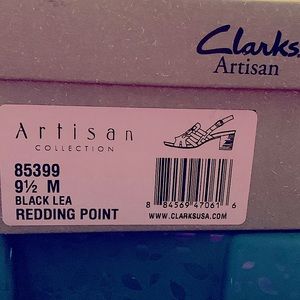 Clarks
Artisan
Artisan
COLLECTION
85399
9½ M
BLACK LEA
REDDING POINT
8 84569 47061 6
WWW.CLARKSUSA.COM